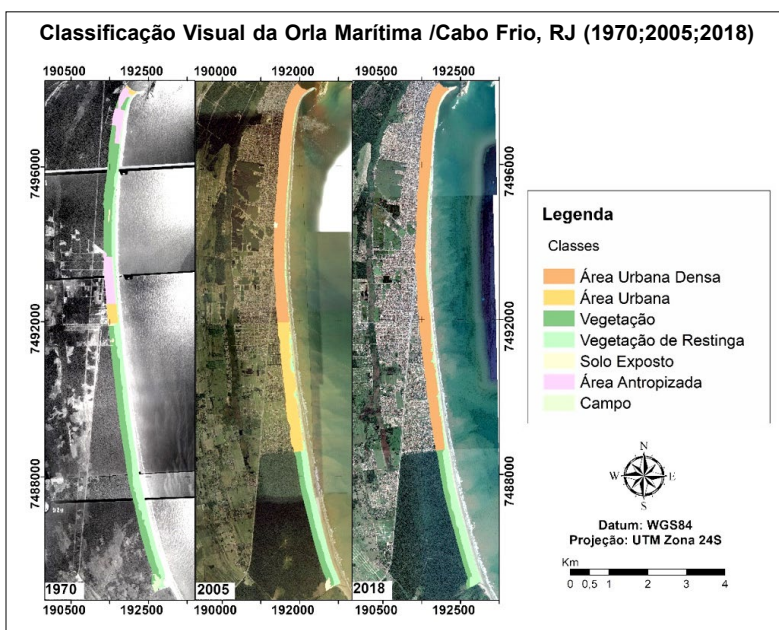 Classificação Visual da Orla Marítima /Cabo Frio, RJ (1970;2005;2018)
190500 192500 190000 192000 190500 192500
7496000
7492000
7488000
7496000
7492000
7488000
1970
2005
2018
190500 192500 190000 192000 190500 192500
Legenda
Classes
Área Urbana Densa
Área Urbana
Vegetação
Vegetação de Restinga
Solo Exposto
Área Antropizada
Campo
N
W E
S
Datum: WGS84
Projeção: UTM Zona 24S
Km
0 0,5 1 2 3 4